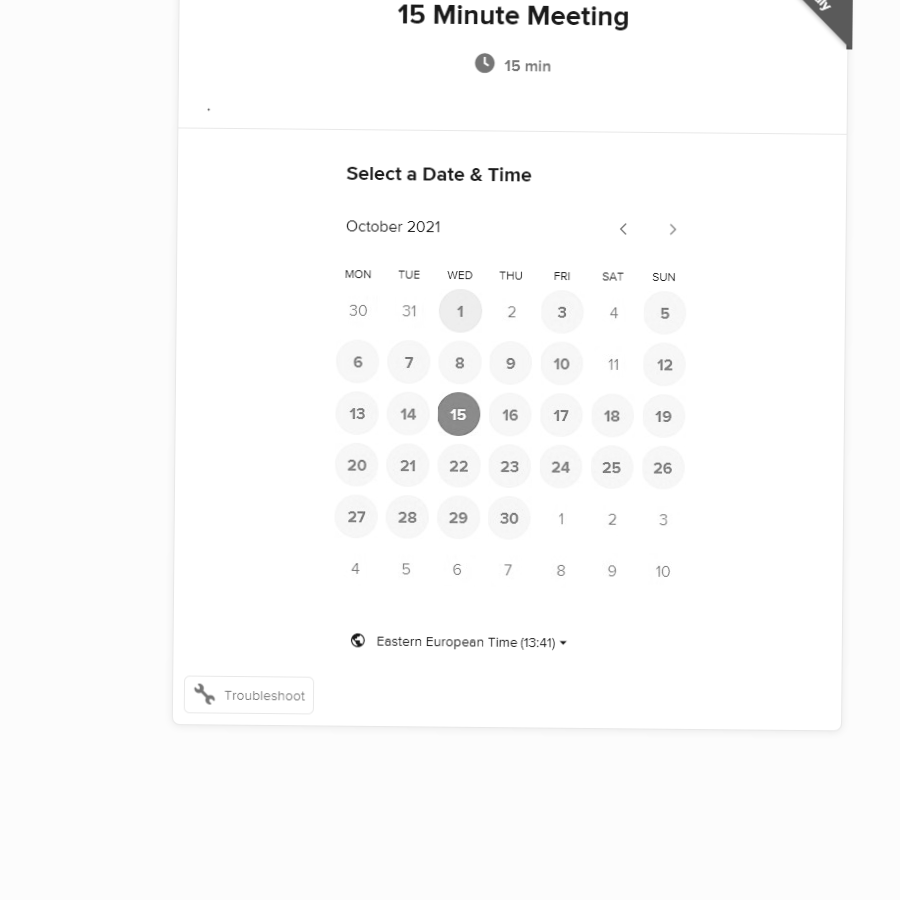 15 Minute Meeting
15 min
.
Select a Date & Time
October 2021
MON TUE WED THU FRI SAT SUN
30 31 1 2 3 4 5
6 7 8 9 10 11 12
13 14 15 16 17 18 19
20 21 22 23 24 25 26
27 28 29 30 1 2 3
4 5 6 7 8 9 10
Eastern European Time (13:41)
Troubleshoot